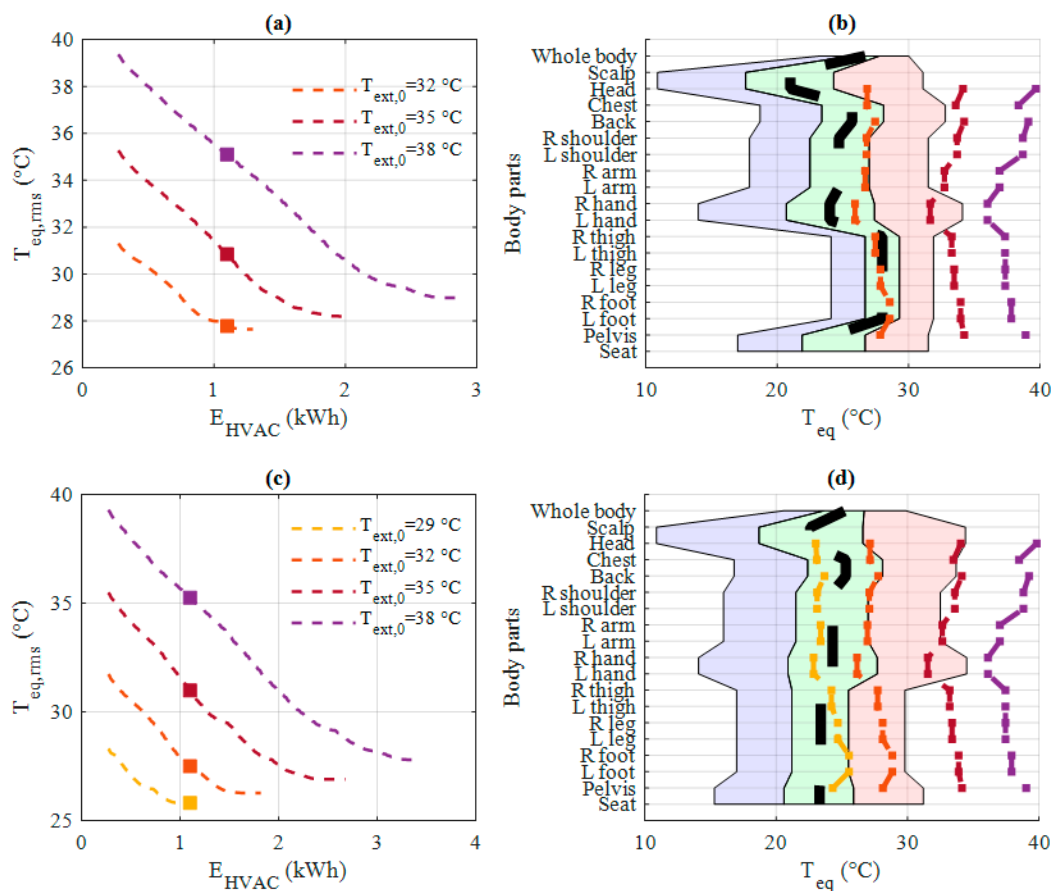 (a)
40
38
36
34
32
30
28
26
T_eq,rms (°C)
T_ext,0=32 °C
T_ext,0=35 °C
T_ext,0=38 °C
0
1
2
3
E_HVAC (kWh)
(b)
Body parts
Whole body
Scalp
Head
Chest
Back
R shoulder
L shoulder
R arm
L arm
R hand
L hand
R thigh
L thigh
R leg
L leg
R foot
L foot
Pelvis
Seat
10
20
30
40
T_eq (°C)
(c)
40
35
30
25
T_eq,rms (°C)
T_ext,0=29 °C
T_ext,0=32 °C
T_ext,0=35 °C
T_ext,0=38 °C
0
1
2
3
4
E_HVAC (kWh)
(d)
Body parts
Whole body
Scalp
Head
Chest
Back
R shoulder
L shoulder
R arm
L arm
R hand
L hand
R thigh
L thigh
R leg
L leg
R foot
L foot
Pelvis
Seat
10
20
30
40
T_eq (°C)